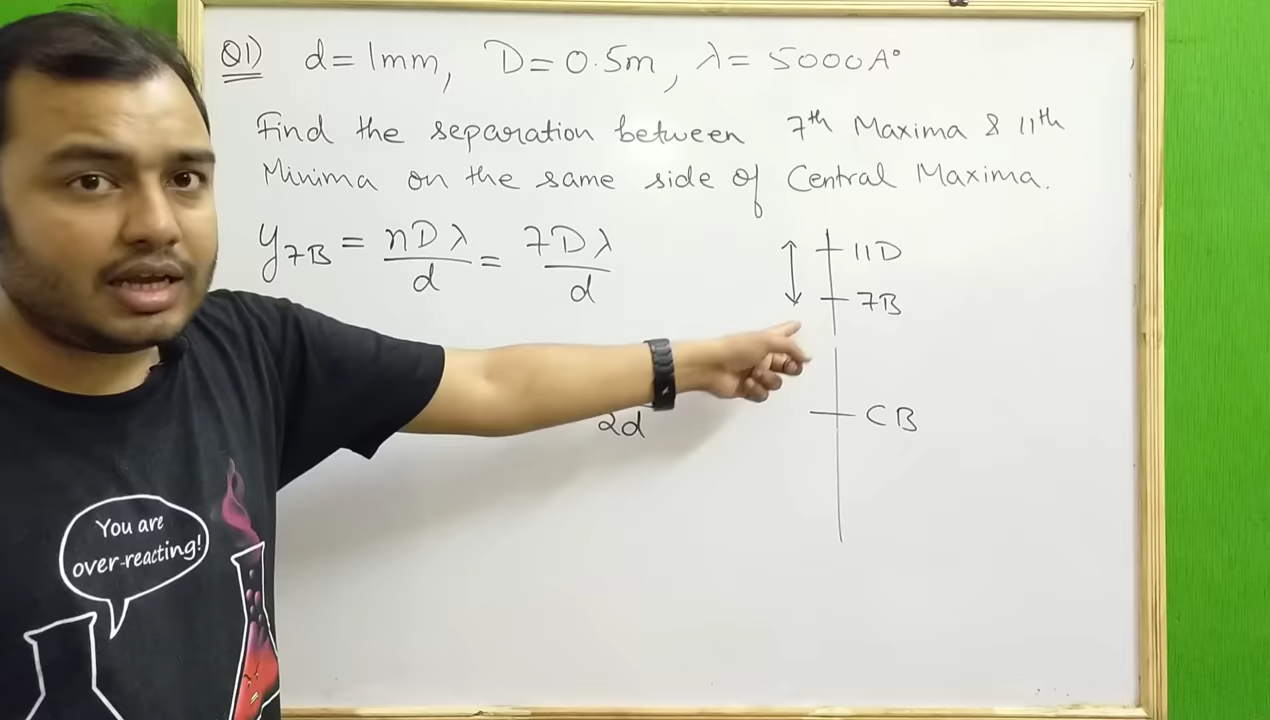 Q1) d = 1mm, D = 0.5m, λ = 5000A°
Find the separation between 7th Maxima & 11th
Minima on the same side of Central Maxima.
y7B = nDλ/d = 7Dλ/d
11D
7B
2d
CB
You are
over-reacting!